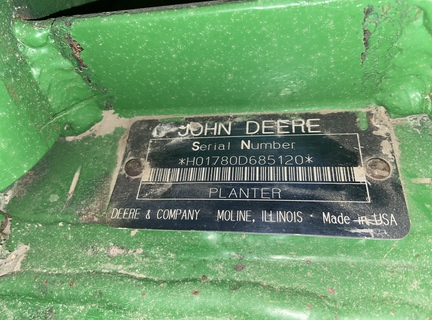 JOHN DEERE
Serial Number
*H01780D685120*
PLANTER
DEERE & COMPANY MOLINE, ILLINOIS · Made in USA